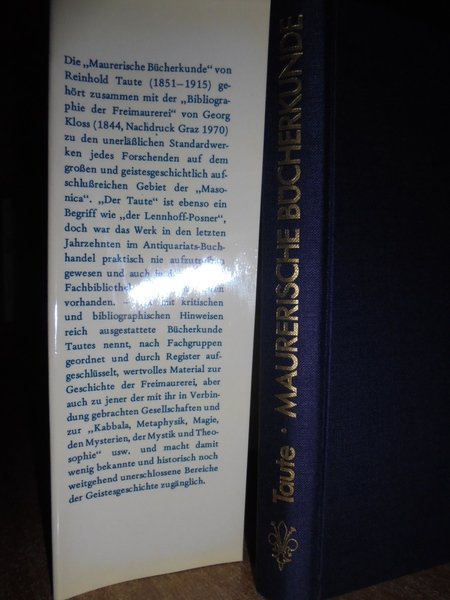 Die „Maurerische Bücherkunde“ von
Reinhold Taute (1851–1915) ge-
hört zusammen mit der „Bibliogra-
phie der Freimaurerei“ von Georg
Kloss (1844, Nachdruck Graz 1970)
zu den unerläßlichen Standardwer-
ken jedes Forschenden auf dem
großen und geistesgeschichtlich auf-
schlußreichen Gebiet der „Maso-
nica“. „Der Taute“ ist ebenso ein
Begriff wie „der Lennhoff-Posner“,
doch war das Werk in den letzten
Jahrzehnten im Antiquariats-Buch-
handel praktisch nie
gewesen und auch in
vorhanden. mit kritischen
und bibliographischen Hinweisen
reich ausgestattete Bücherkunde
Tautes nennt, nach Fachgruppen
geordnet und durch Register auf-
geschlüsselt, wertvolles Material zur
Geschichte der Freimaurerei, aber
auch zu jener der mit ihr in Verbin-
dung gebrachten Gesellschaften und
zur „Kabbala, Metaphysik, Magie,
den Mysterien, der Mystik und Theo-
sophie“ usw. und macht damit
wenig bekannte und historisch noch
weitgehend unerschlossene Bereiche
der Geistesgeschichte zugänglich.
Taute · MAURERISCHE BÜCHERKUNDE